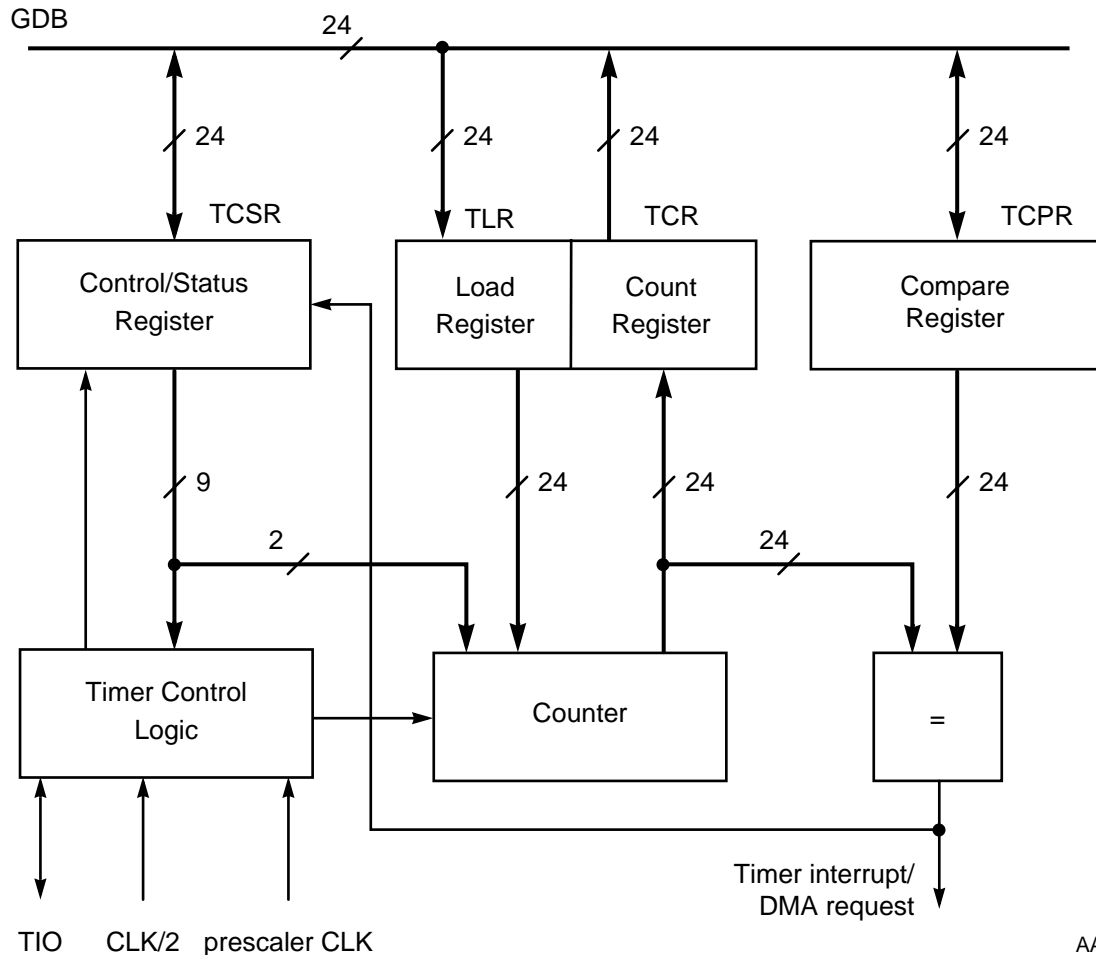 GDB
24
24
24
24
24
TCSR
TLR
TCR
TCPR
Control/Status
Register
Load
Register
Count
Register
Compare
Register
9
24
24
24
2
24
Timer Control
Logic
Counter
=
Timer interrupt/
DMA request
TIO
CLK/2
prescaler CLK
AA